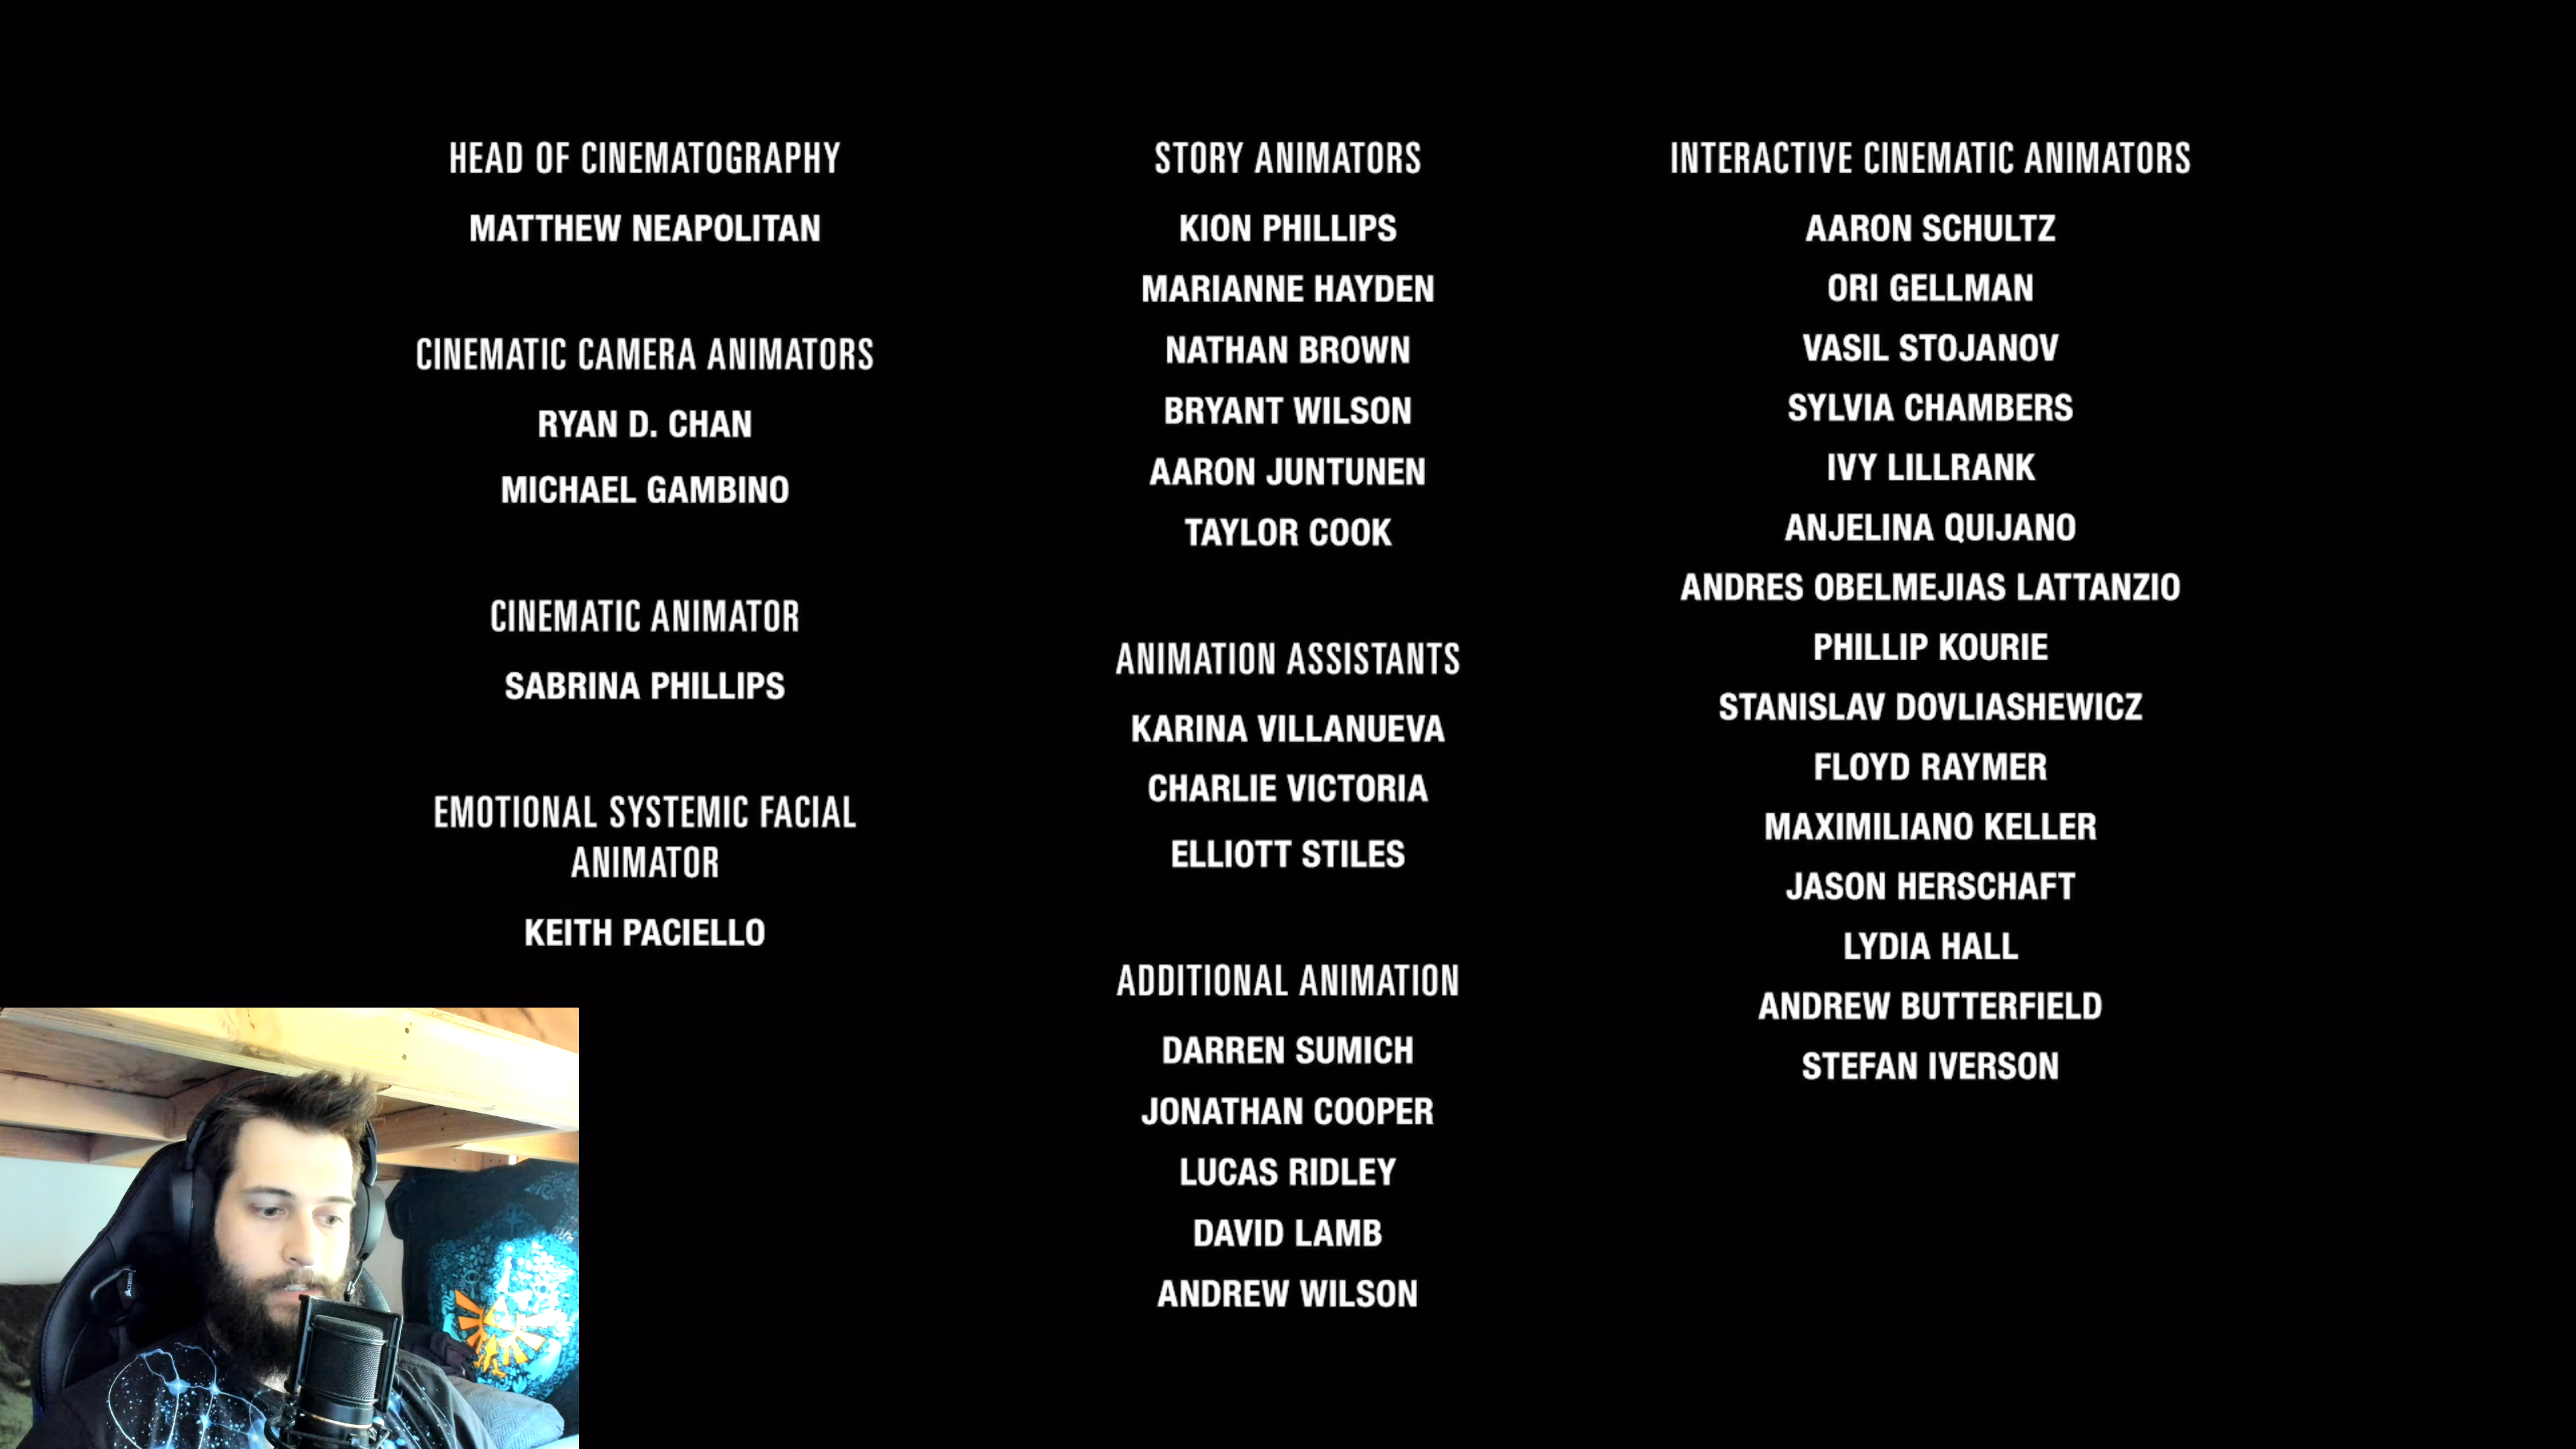 HEAD OF CINEMATOGRAPHY
MATTHEW NEAPOLITAN
CINEMATIC CAMERA ANIMATORS
RYAN D. CHAN
MICHAEL GAMBINO
CINEMATIC ANIMATOR
SABRINA PHILLIPS
EMOTIONAL SYSTEMIC FACIAL
ANIMATOR
KEITH PACIELLO
STORY ANIMATORS
KION PHILLIPS
MARIANNE HAYDEN
NATHAN BROWN
BRYANT WILSON
AARON JUNTUNEN
TAYLOR COOK
ANIMATION ASSISTANTS
KARINA VILLANUEVA
CHARLIE VICTORIA
ELLIOTT STILES
ADDITIONAL ANIMATION
DARREN SUMICH
JONATHAN COOPER
LUCAS RIDLEY
DAVID LAMB
ANDREW WILSON
INTERACTIVE CINEMATIC ANIMATORS
AARON SCHULTZ
ORI GELLMAN
VASIL STOJANOV
SYLVIA CHAMBERS
IVY LILLRANK
ANJELINA QUIJANO
ANDRES OBELMEJIAS LATTANZIO
PHILLIP KOURIE
STANISLAV DOVLIASHEWICZ
FLOYD RAYMER
MAXIMILIANO KELLER
JASON HERSCHAFT
LYDIA HALL
ANDREW BUTTERFIELD
STEFAN IVERSON